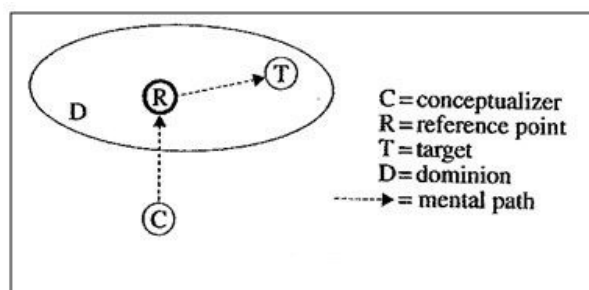 T
R
D
C
C = conceptualizer
R = reference point
T = target
D = dominion
= mental path